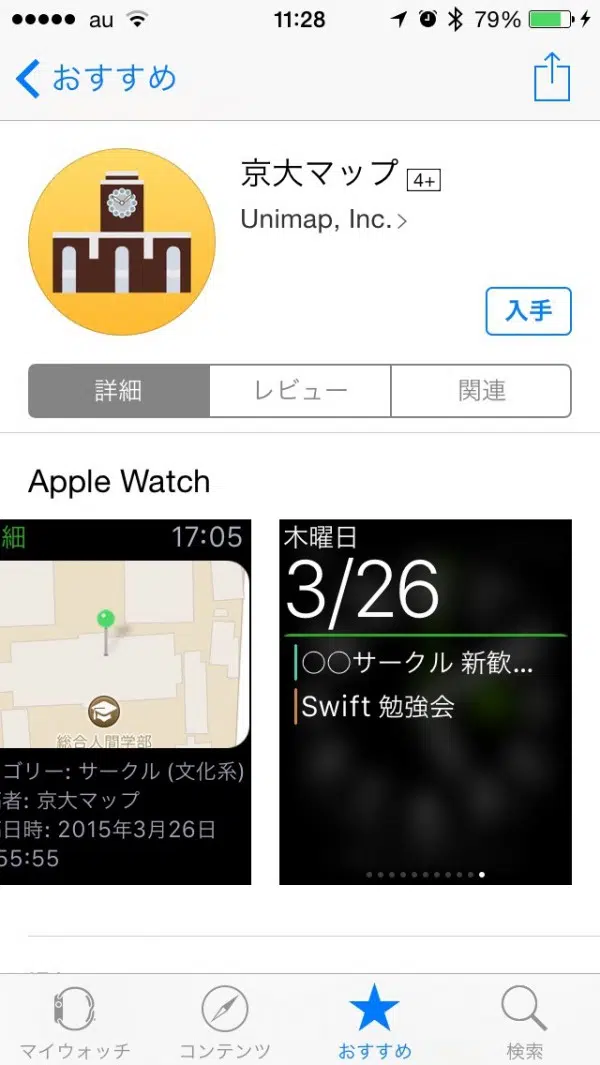 au 11:28 79%
おすすめ
京大マップ 4+
Unimap, Inc.
入手
詳細 レビュー 関連
Apple Watch
細 17:05
総合人間学部
ゴリー: サークル (文化系)
者: 京大マップ
日時: 2015年3月26日
55:55
木曜日
3/26
○○サークル 新歓...
Swift 勉強会
マイウォッチ コンテンツ おすすめ 検索